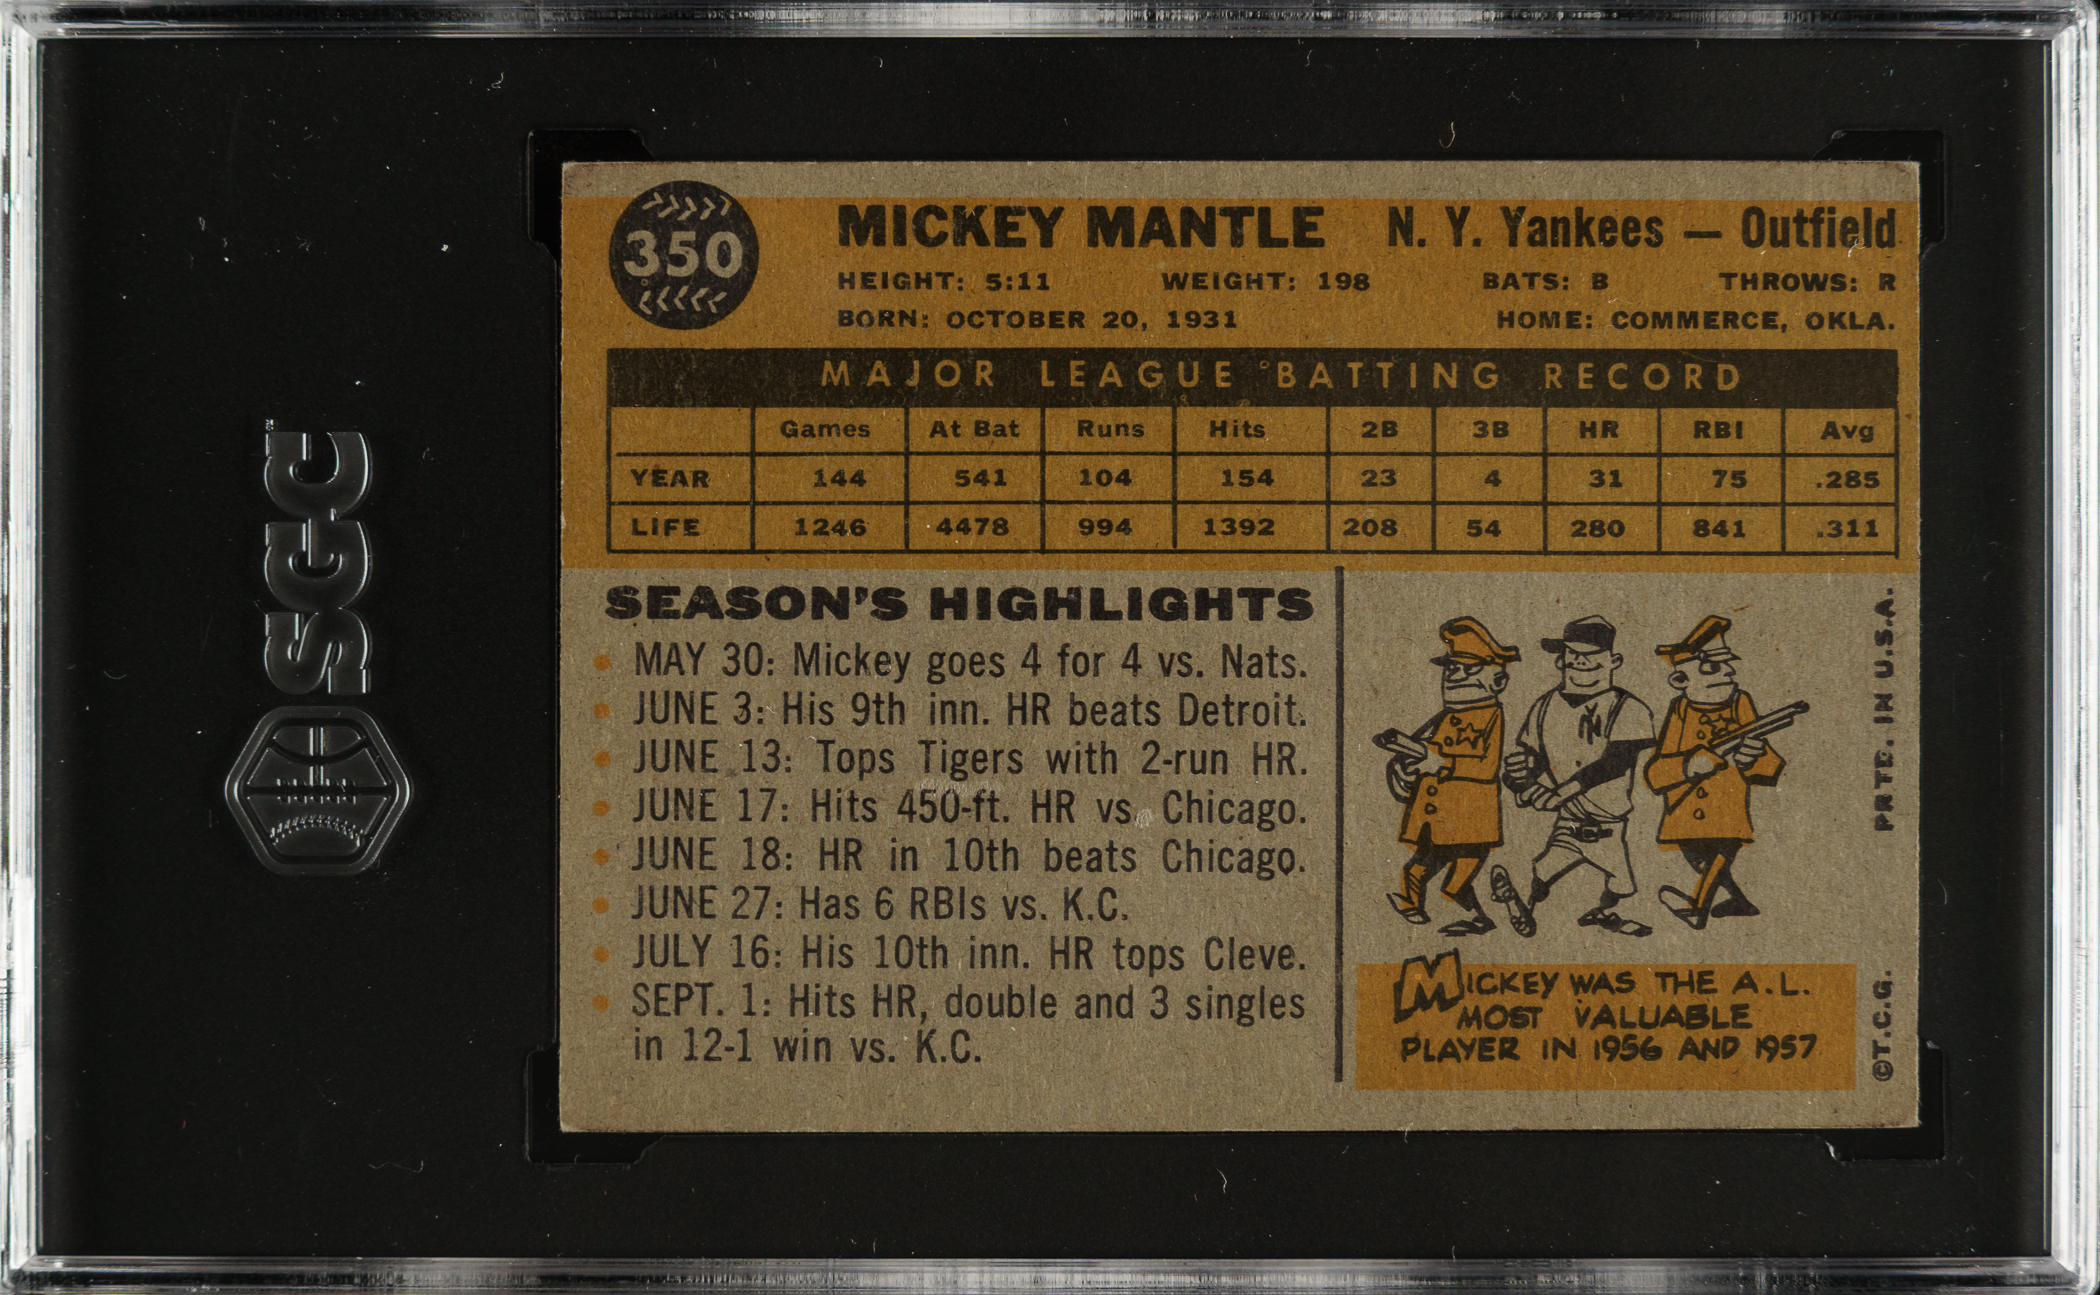 350
MICKEY MANTLE N. Y. Yankees — Outfield
HEIGHT: 5:11 WEIGHT: 198 BATS: B THROWS: R
BORN: OCTOBER 20, 1931 HOME: COMMERCE, OKLA.
MAJOR LEAGUE BATTING RECORD
Games At Bat Runs Hits 2B 3B HR RBI Avg
YEAR 144 541 104 154 23 4 31 75 .285
LIFE 1246 4478 994 1392 208 54 280 841 .311
SEASON'S HIGHLIGHTS
• MAY 30: Mickey goes 4 for 4 vs. Nats.
• JUNE 3: His 9th inn. HR beats Detroit.
• JUNE 13: Tops Tigers with 2-run HR.
• JUNE 17: Hits 450-ft. HR vs. Chicago.
• JUNE 18: HR in 10th beats Chicago.
• JUNE 27: Has 6 RBIs vs. K.C.
• JULY 16: His 10th inn. HR tops Cleve.
• SEPT. 1: Hits HR, double and 3 singles
in 12-1 win vs. K.C.
NY
MICKEY WAS THE A.L.
MOST VALUABLE
PLAYER IN 1956 AND 1957
©T.C.G. PRTD. IN U.S.A.
SGC